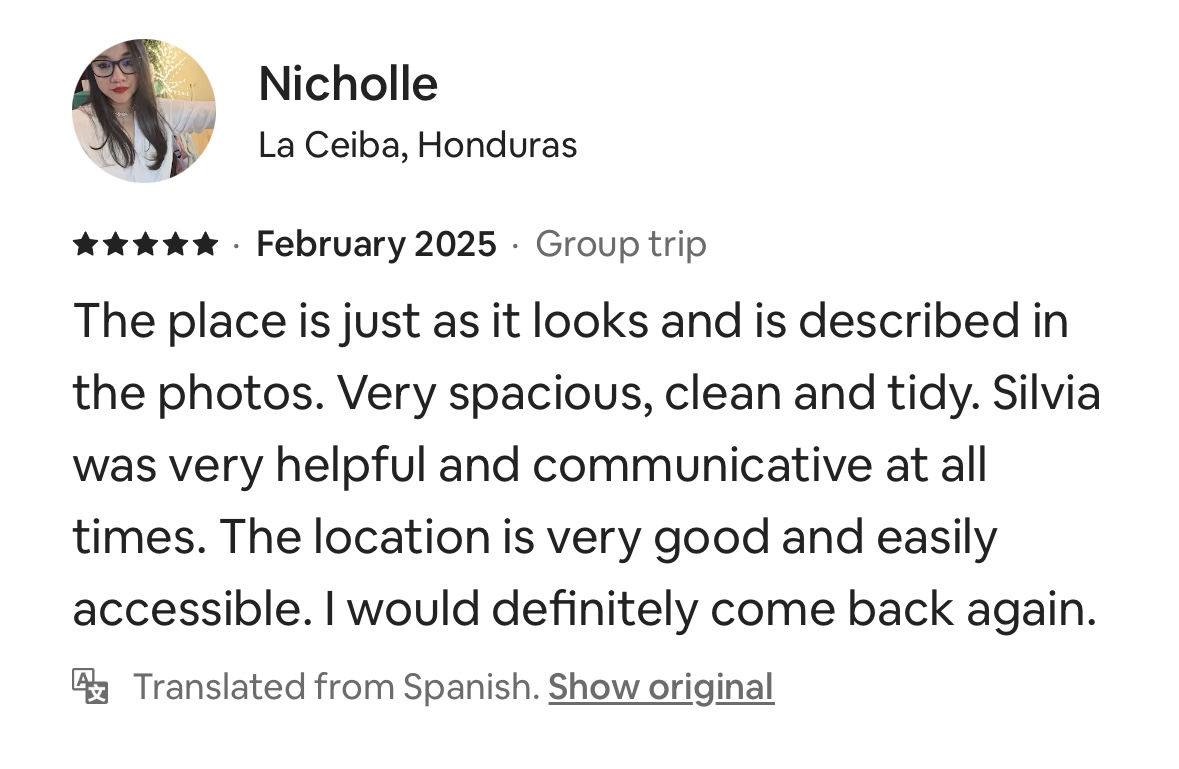 Nicholle
La Ceiba, Honduras
★★★★★ · February 2025 · Group trip
The place is just as it looks and is described in
the photos. Very spacious, clean and tidy. Silvia
was very helpful and communicative at all
times. The location is very good and easily
accessible. I would definitely come back again.
Translated from Spanish. Show original